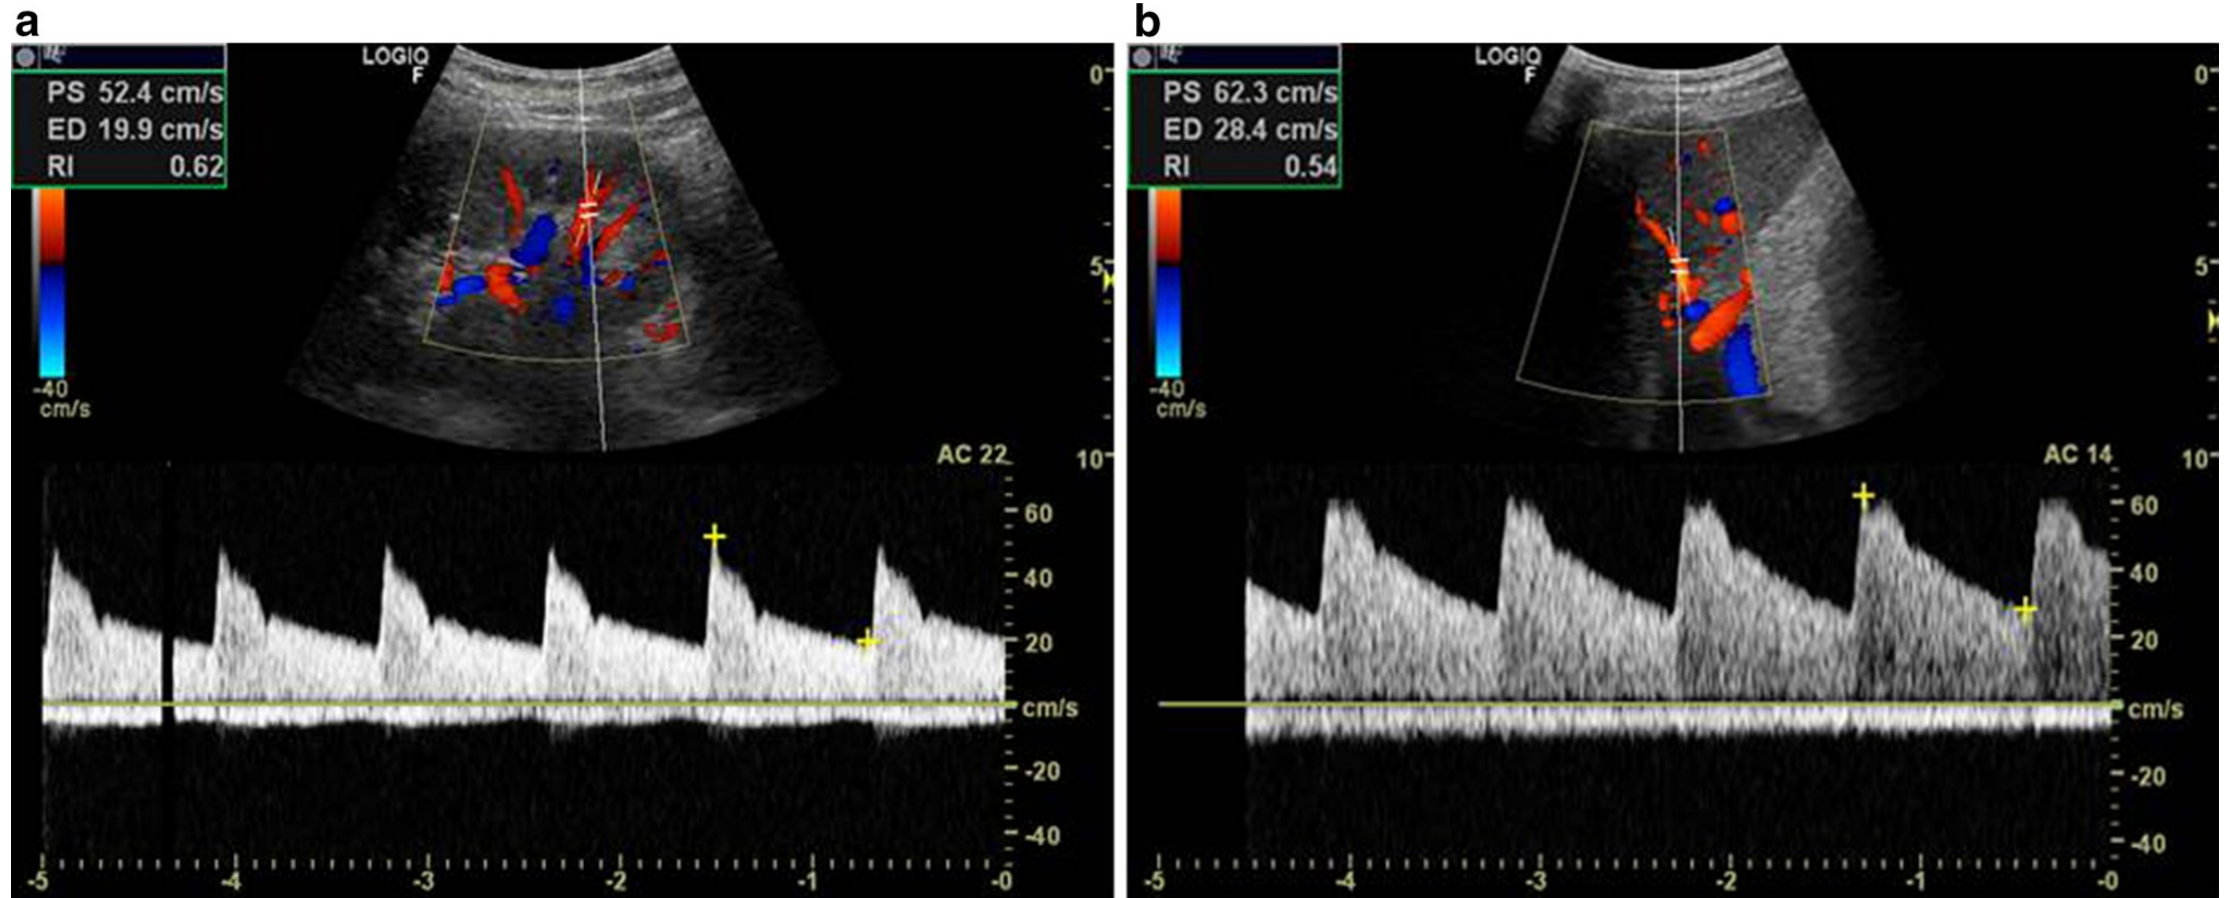 a
LOGIQ
F
PS 52.4 cm/s
ED 19.9 cm/s
RI 0.62
-40
cm/s
0
5
10
AC 22
60
40
20
cm/s
-20
-40
-5 -4 -3 -2 -1 -0
b
LOGIQ
F
PS 62.3 cm/s
ED 28.4 cm/s
RI 0.54
-40
cm/s
0
5
10
AC 14
60
40
20
cm/s
-20
-40
-5 -4 -3 -2 -1 -0